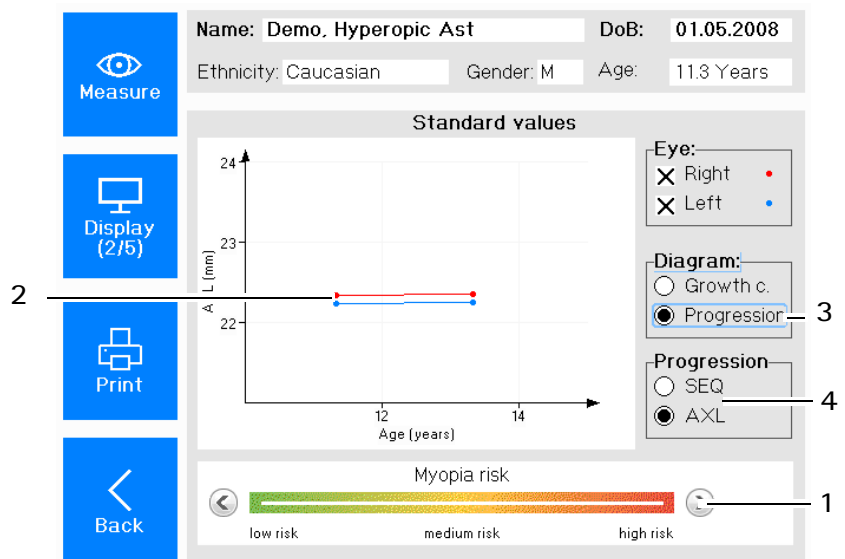 Measure
Display
(2/5)
Print
Back
Name: Demo, Hyperopic Ast DoB: 01.05.2008
Ethnicity: Caucasian Gender: M Age: 11.3 Years
Standard values
24
23
22
A L (mm)
12 14
Age (years)
Eye:
Right
Left
Diagram:
Growth c.
Progression
Progression
SEQ
AXL
Myopia risk
low risk medium risk high risk
2
3
4
1